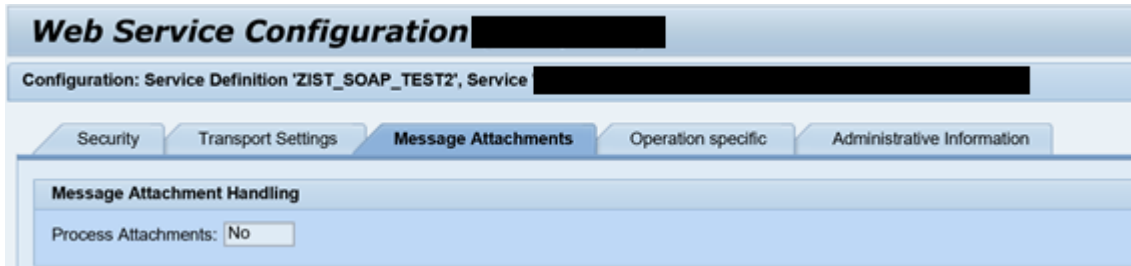 Web Service Configuration
Configuration: Service Definition 'ZIST_SOAP_TEST2', Service '
Security Transport Settings Message Attachments Operation specific Administrative Information
Message Attachment Handling
Process Attachments: No